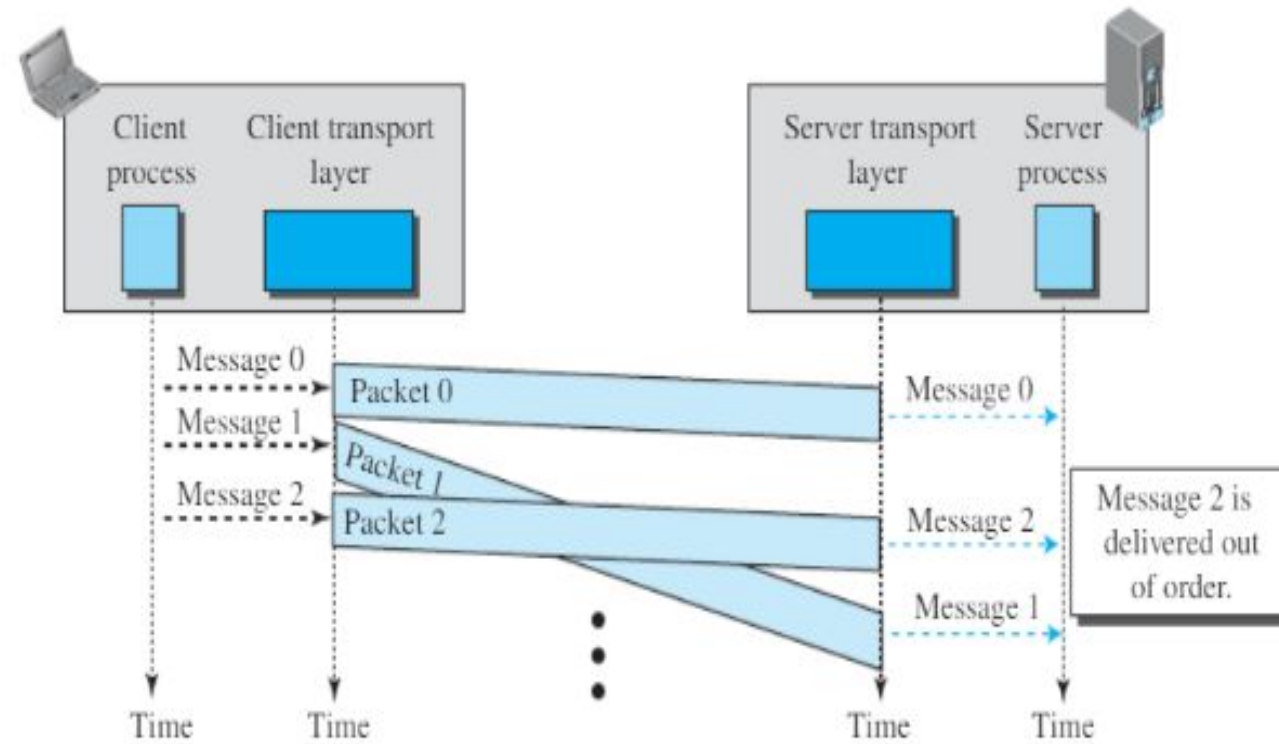 Client
process
Client transport
layer
Server transport
layer
Server
process
Message 0
Packet 0
Message 0
Message 1
Packet 1
Message 2
Packet 2
Message 2
Message 1
Message 2 is
delivered out
of order.
Time
Time
Time
Time